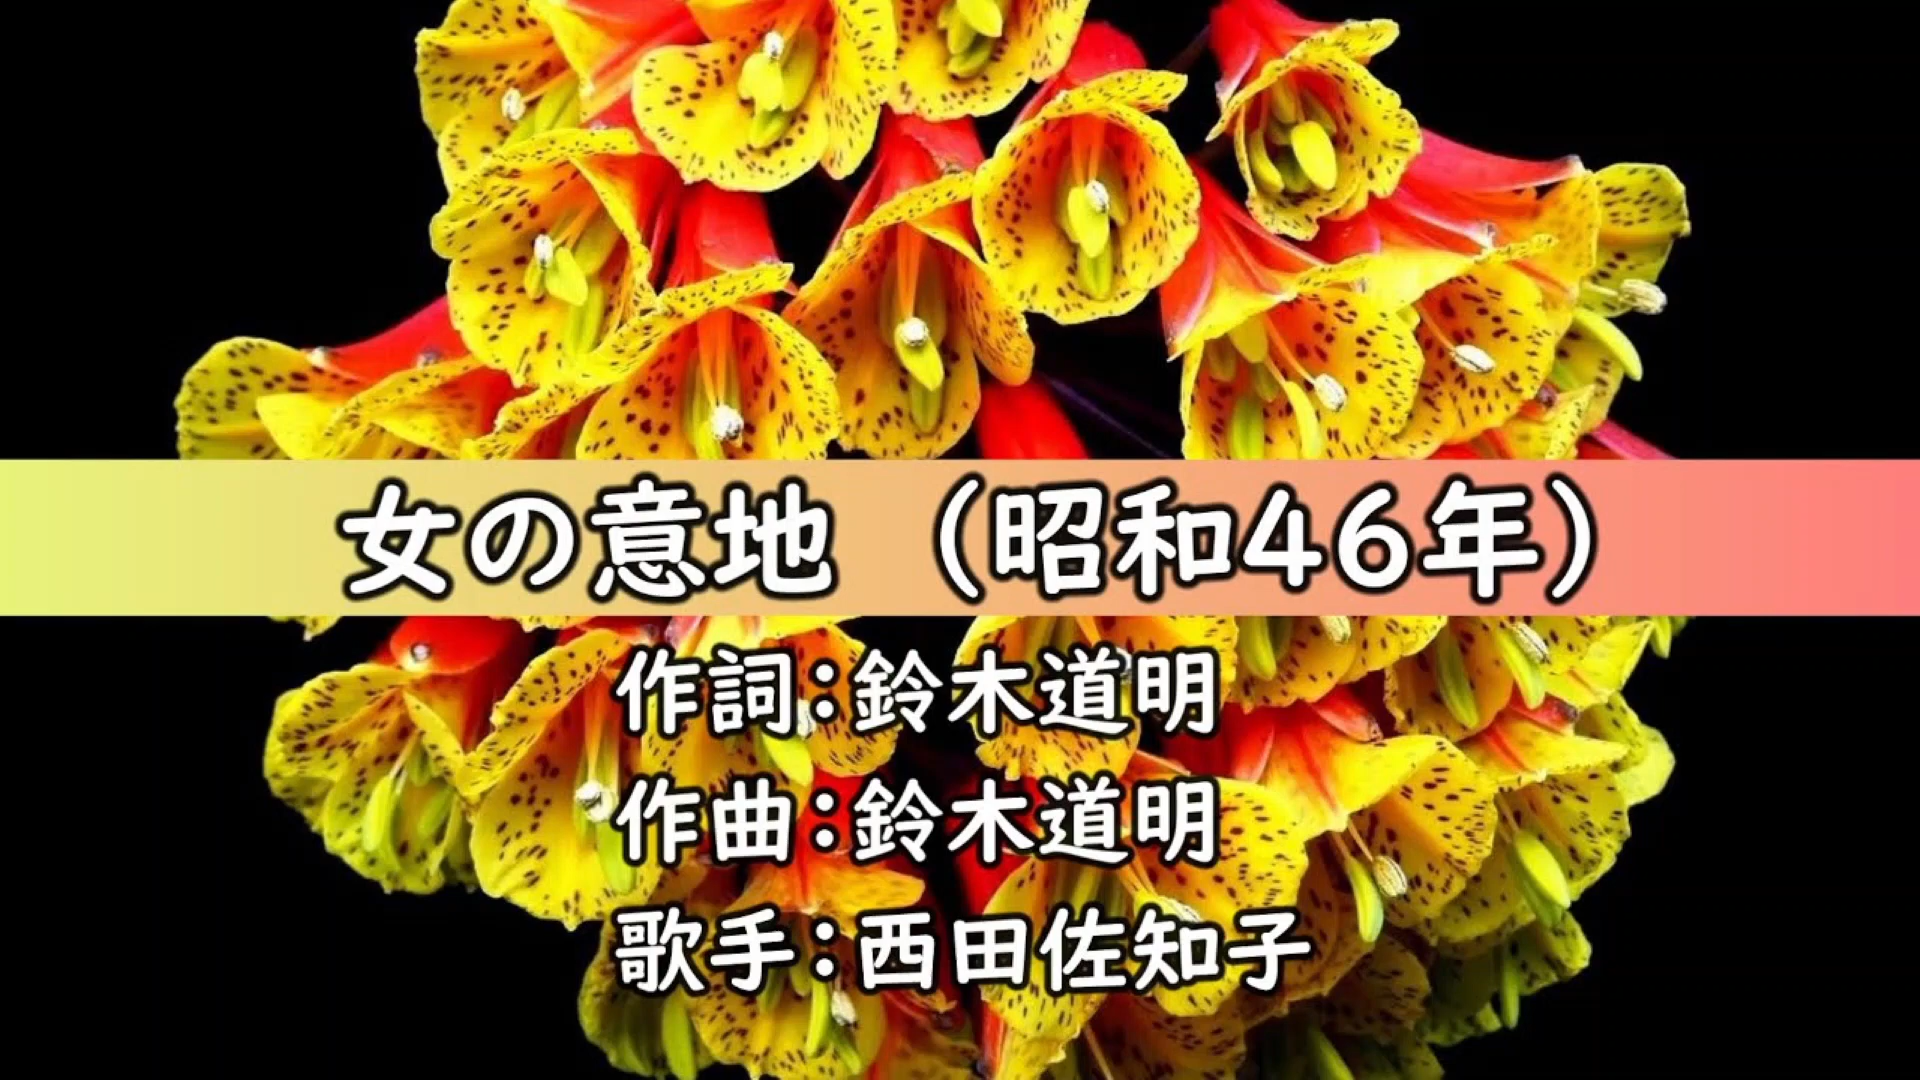 女の意地 （昭和46年）
作詞：鈴木道明
作曲：鈴木道明
歌手：西田佐知子